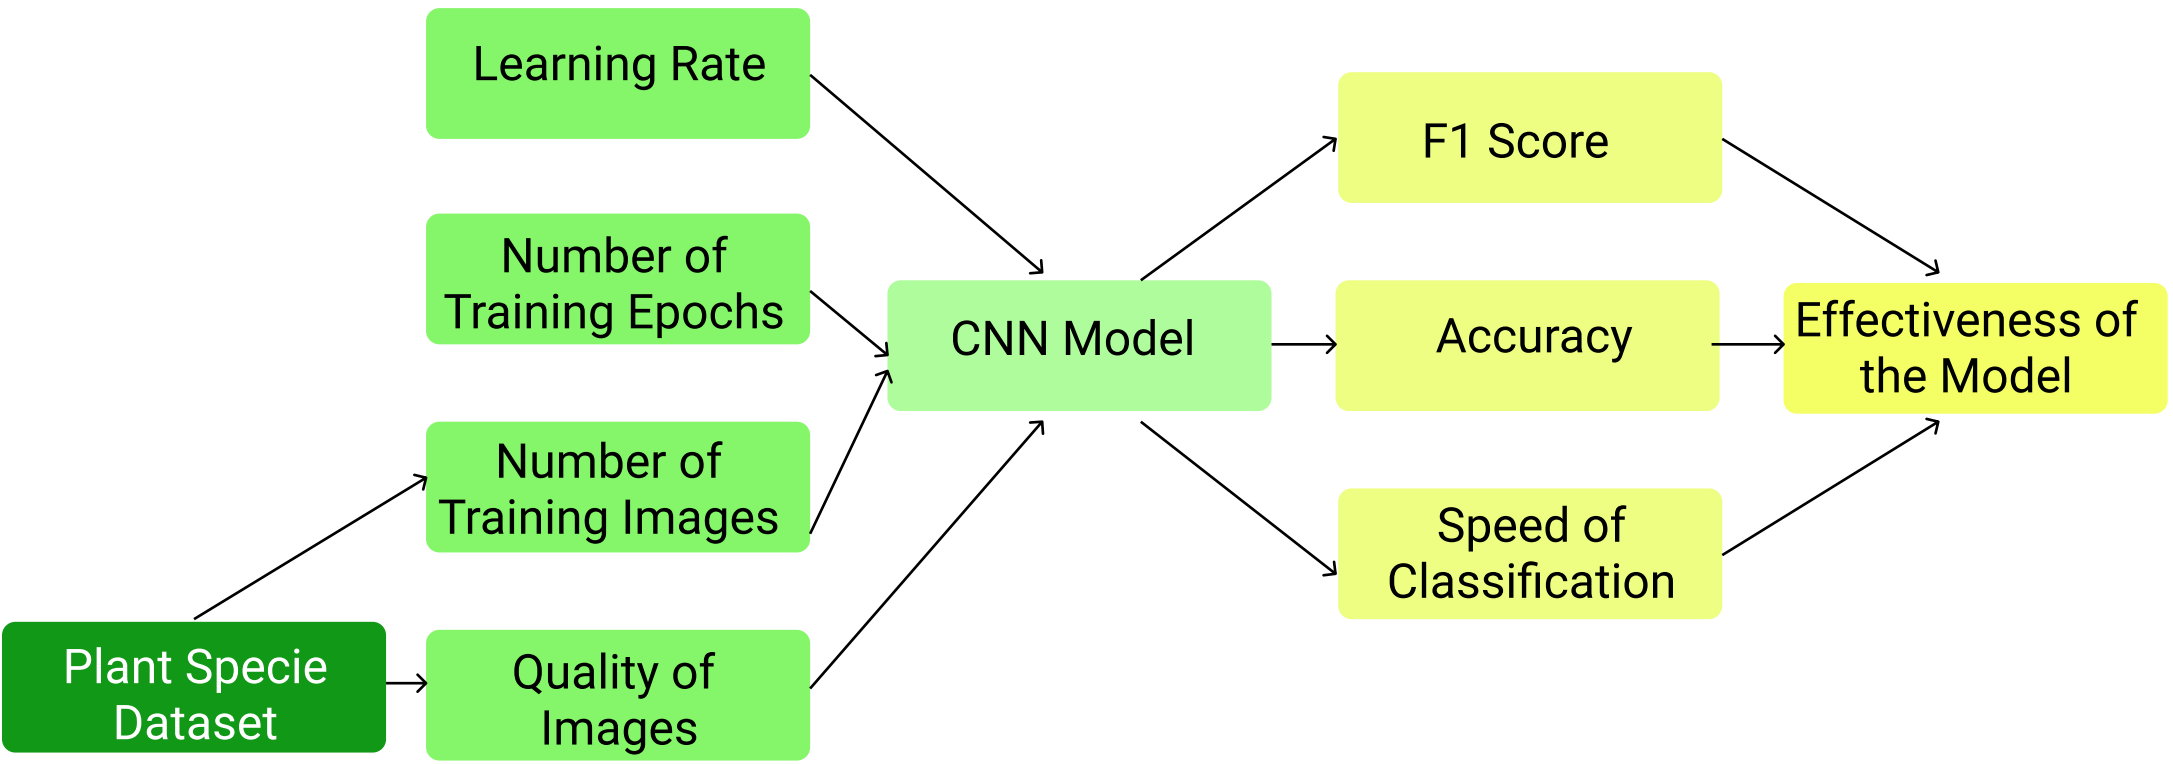 Learning Rate
Number of
Training Epochs
Number of
Training Images
Plant Specie
Dataset
Quality of
Images
CNN Model
F1 Score
Accuracy
Speed of
Classification
Effectiveness of
the Model